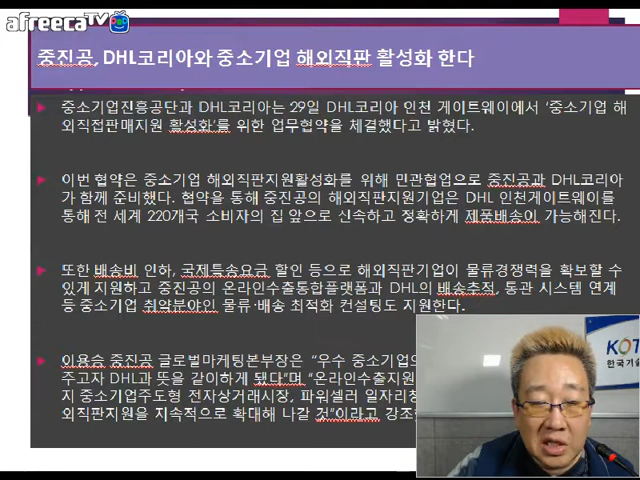 afreecaTV
중진공, DHL코리아와 중소기업 해외직판 활성화 한다
중소기업진흥공단과 DHL코리아는 29일 DHL코리아 인천 게이트웨이에서 '중소기업 해
외직접판매지원 활성화'를 위한 업무협약을 체결했다고 밝혔다.
이번 협약은 중소기업 해외직판지원활성화를 위해 민관협업으로 중진공과 DHL코리아
가 함께 준비했다. 협약을 통해 중진공의 해외직판지원기업은 DHL 인천게이트웨이를
통해 전 세계 220개국 소비자의 집 앞으로 신속하고 정확하게 제품배송이 가능해진다.
또한 배송비 인하, 국제특송요금 할인 등으로 해외직판기업이 물류경쟁력을 확보할 수
있게 지원하고 중진공의 온라인수출통합플랫폼과 DHL의 배송추적, 통관 시스템 연계
등 중소기업 취약분야인 물류·배송 최적화 컨설팅도 지원한다.
이용승 중진공 글로벌마케팅본부장은 "우수 중소기업으
주고자 DHL과 뜻을 같이하게 됐다"며 "온라인수출지원
지 중소기업주도형 전자상거래시장, 파워셀러 일자리창
외직판지원을 지속적으로 확대해 나갈 것"이라고 강조
KOT
한국기술